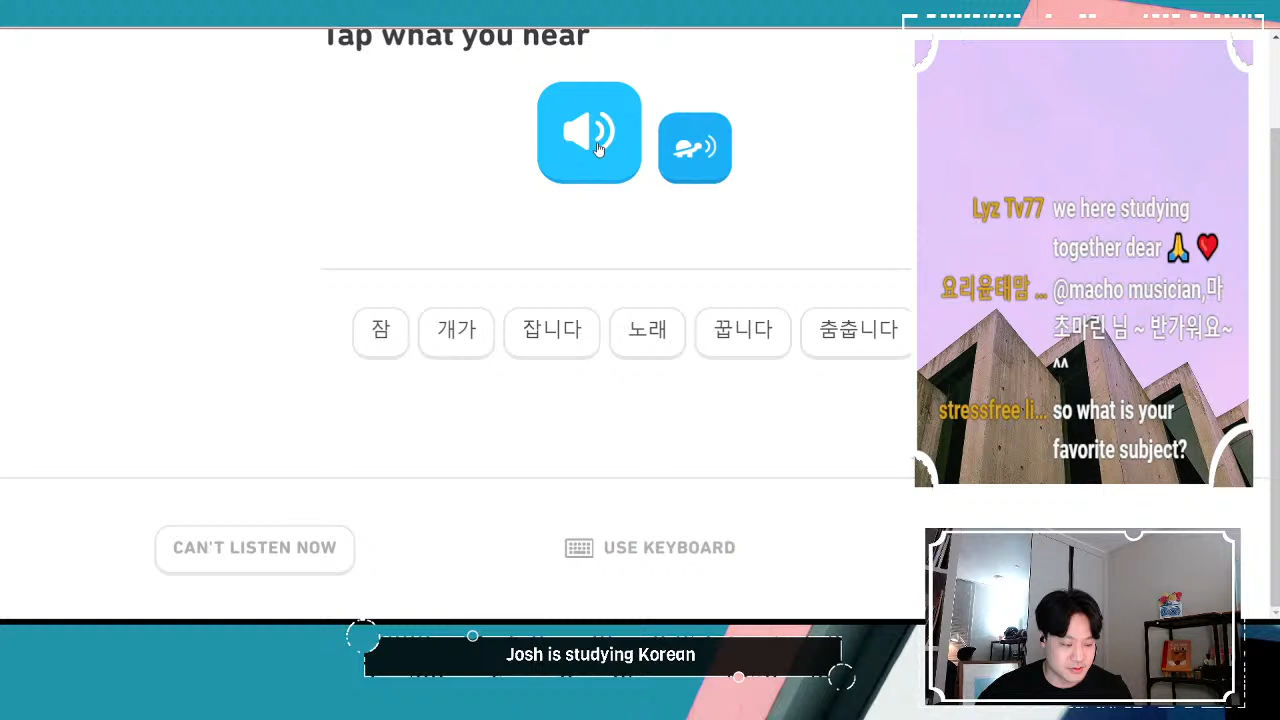 Tap what you hear
잠
개가
잡니다
노래
꿉니다
춤춥니다
CAN'T LISTEN NOW
USE KEYBOARD
Lyz Tv77 we here studying
together dear 🙏 ♥️
요리윤태맘 ... @macho musician,마
초마린 님 ~ 반가워요~
^^
stressfree li... so what is your
favorite subject?
Josh is studying Korean